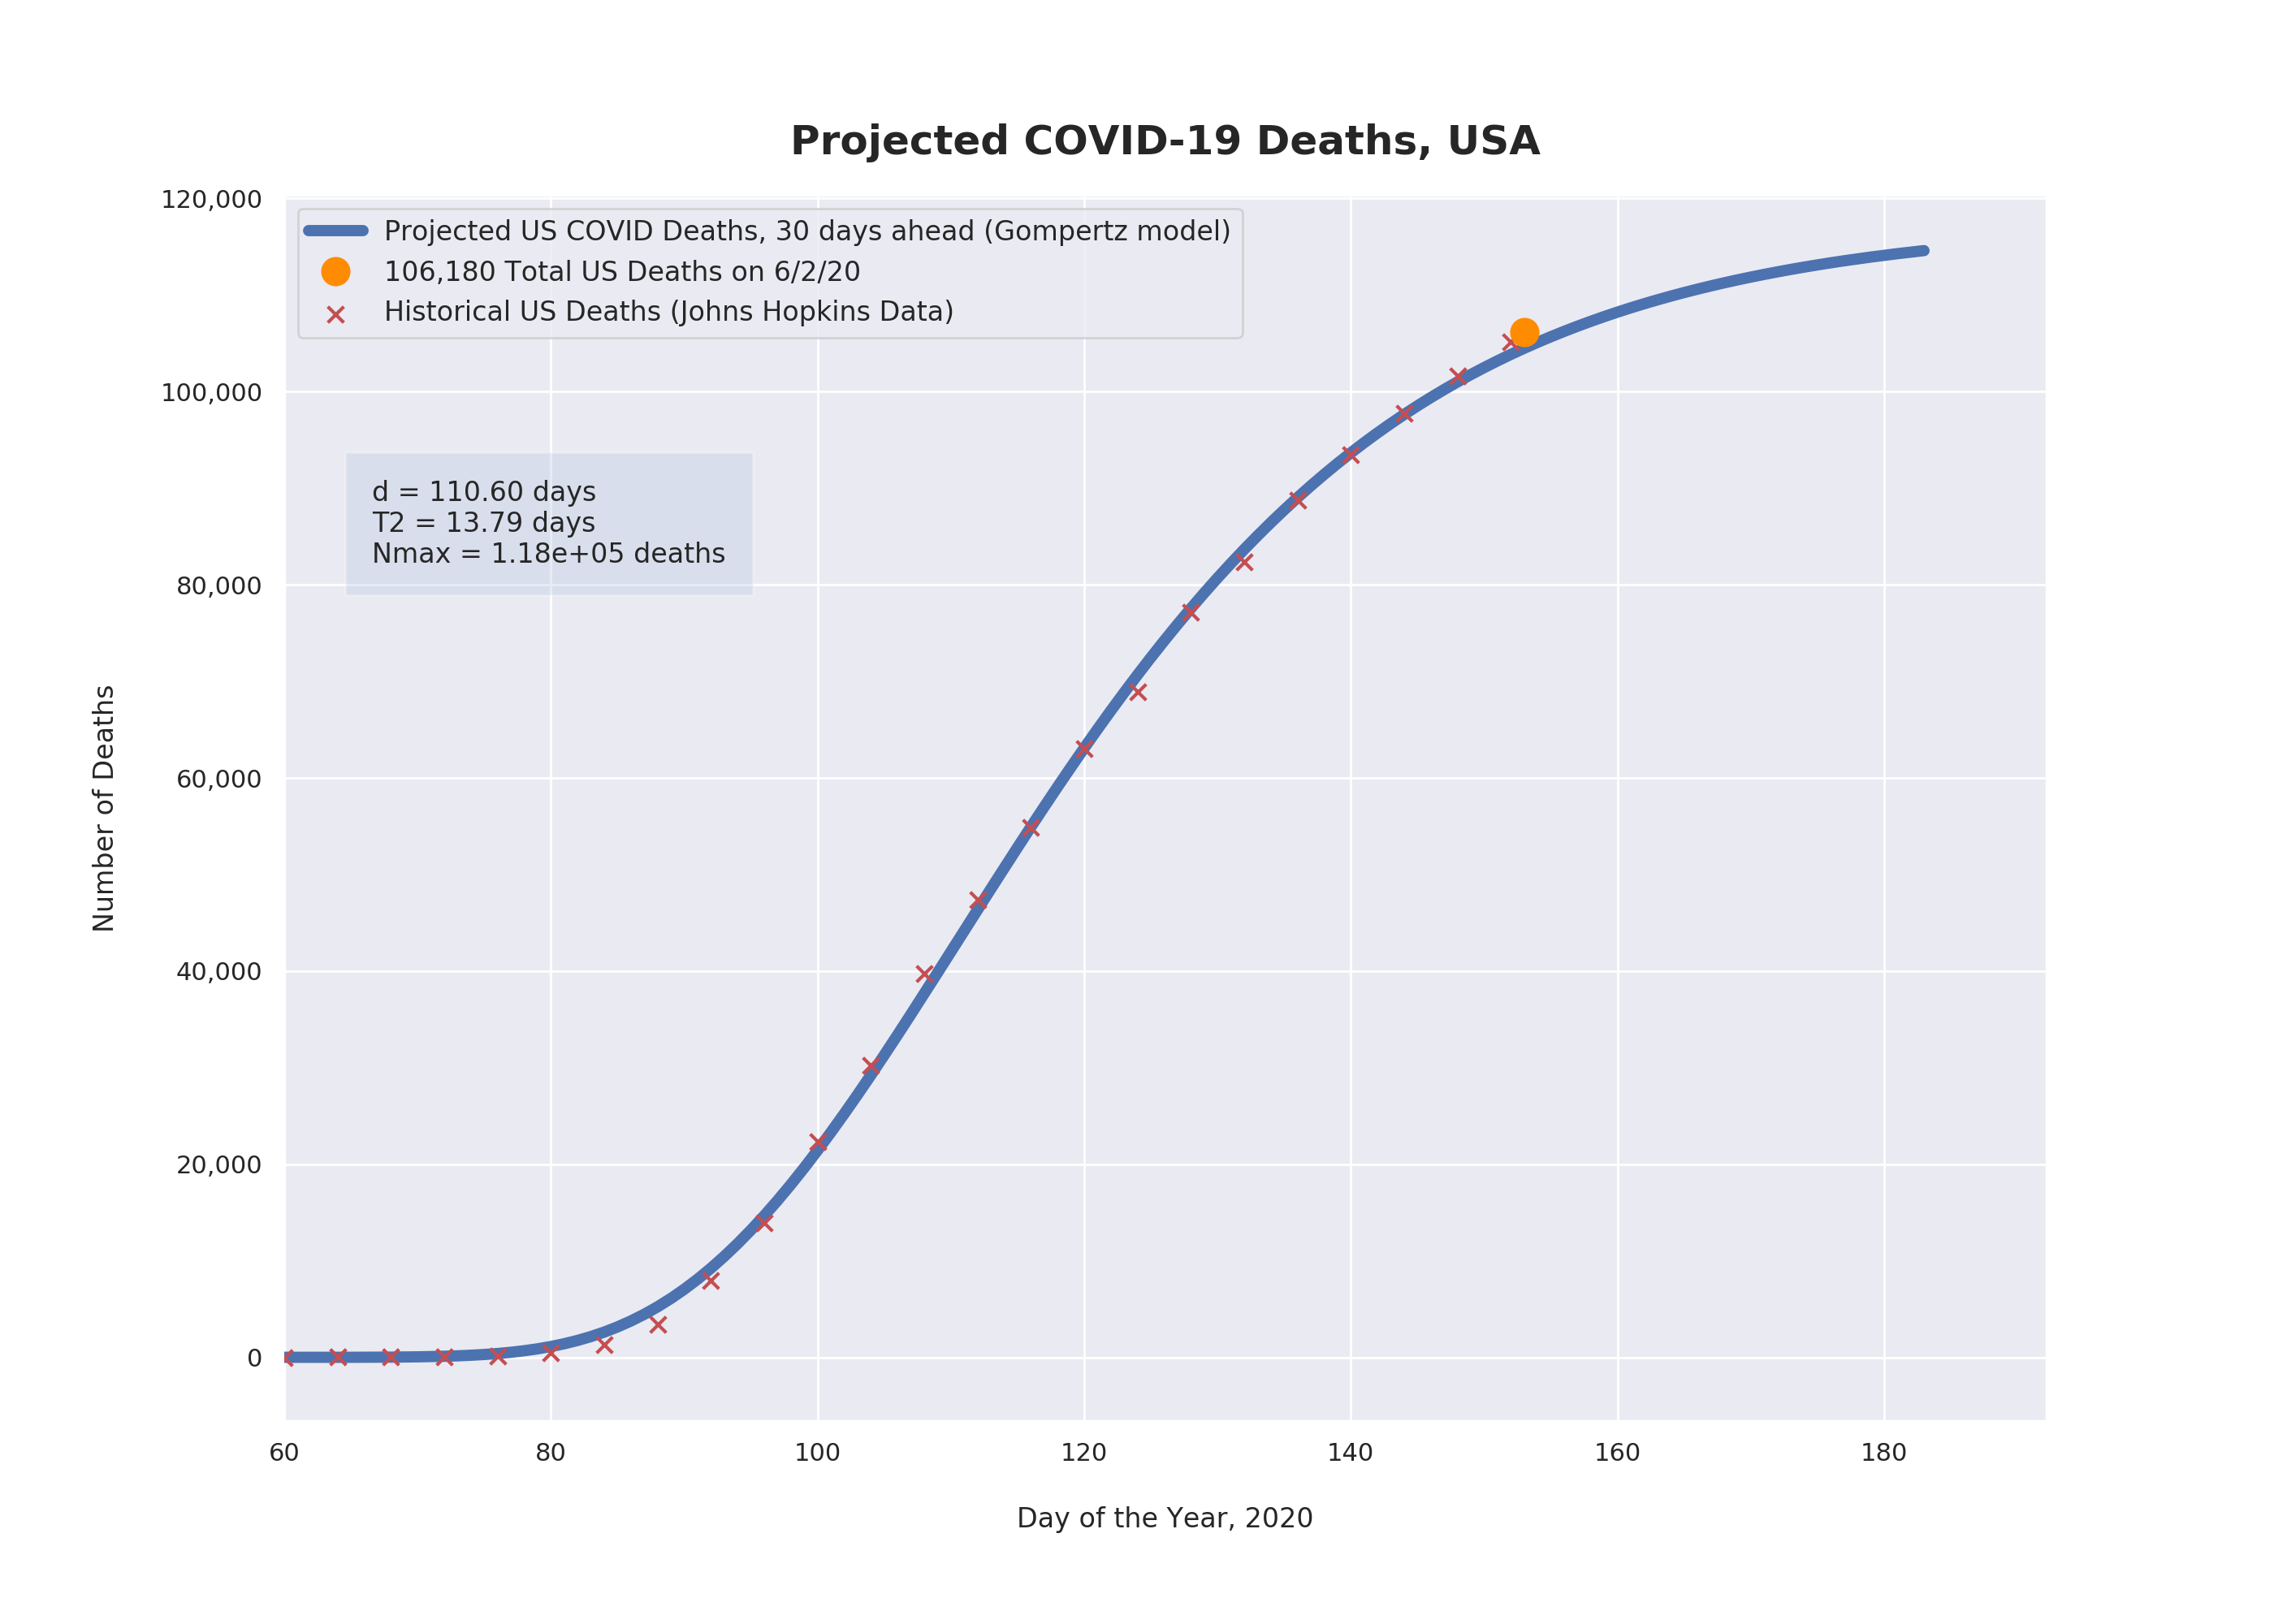 Projected COVID-19 Deaths, USA
120,000
100,000
80,000
60,000
40,000
20,000
0
Number of Deaths
Projected US COVID Deaths, 30 days ahead (Gompertz model)
106,180 Total US Deaths on 6/2/20
Historical US Deaths (Johns Hopkins Data)
d = 110.60 days
T2 = 13.79 days
Nmax = 1.18e+05 deaths
60 80 100 120 140 160 180
Day of the Year, 2020